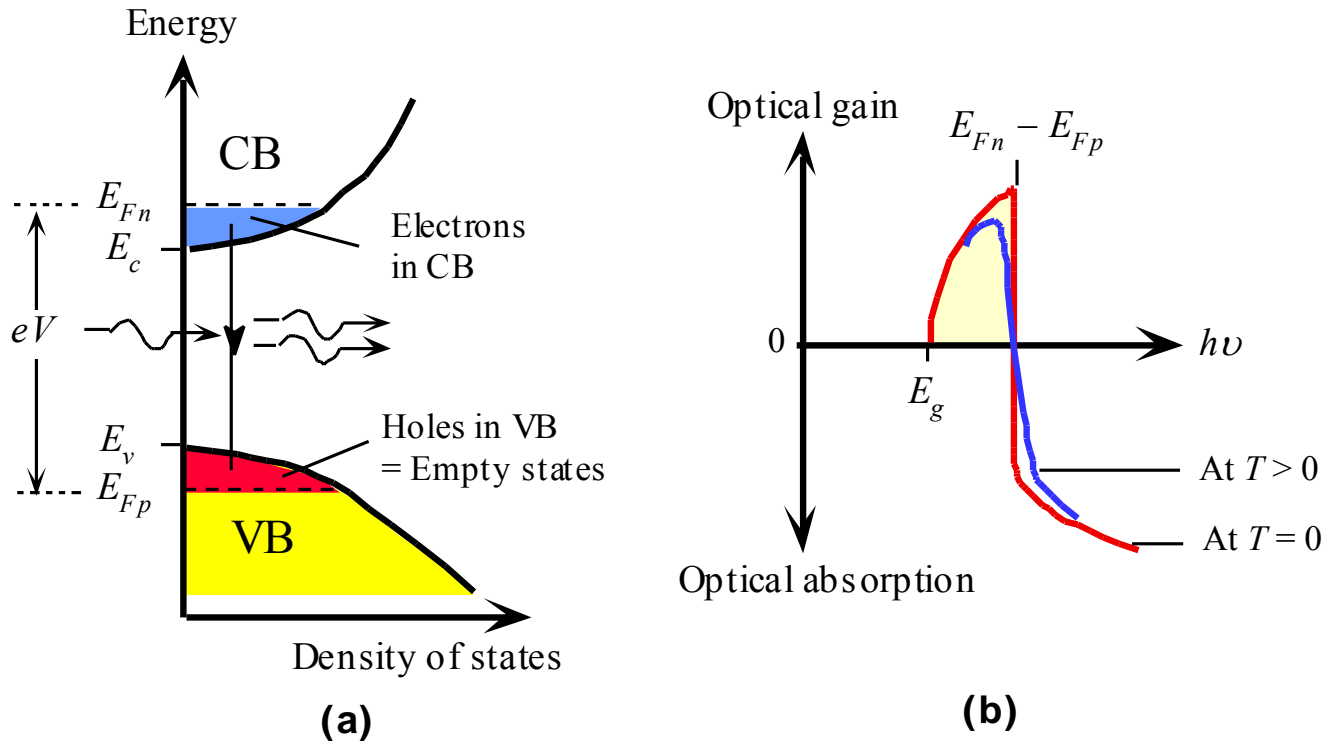 Energy
CB
E_Fn
E_c
Electrons
in CB
eV
E_v
Holes in VB
= Empty states
E_Fp
VB
Density of states
(a)
Optical gain
E_Fn − E_Fp
0
hυ
E_g
At T > 0
At T = 0
Optical absorption
(b)